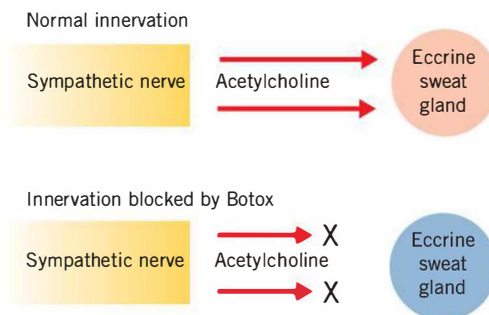 Normal innervation
Sympathetic nerve
Acetylcholine
Eccrine
sweat
gland
Innervation blocked by Botox
Sympathetic nerve
Acetylcholine
X
X
Eccrine
sweat
gland